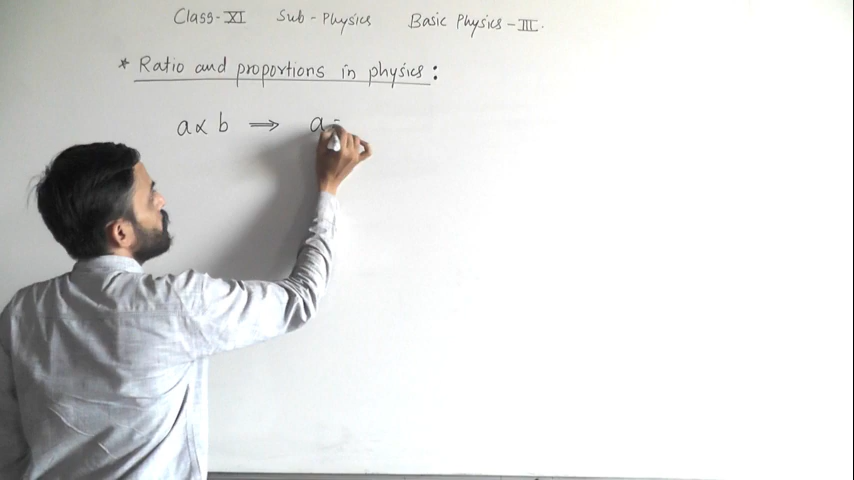 Class-XI Sub-Physics Basic Physics-III.
* Ratio and proportions in physics:
a ∝ b ⟹ a =